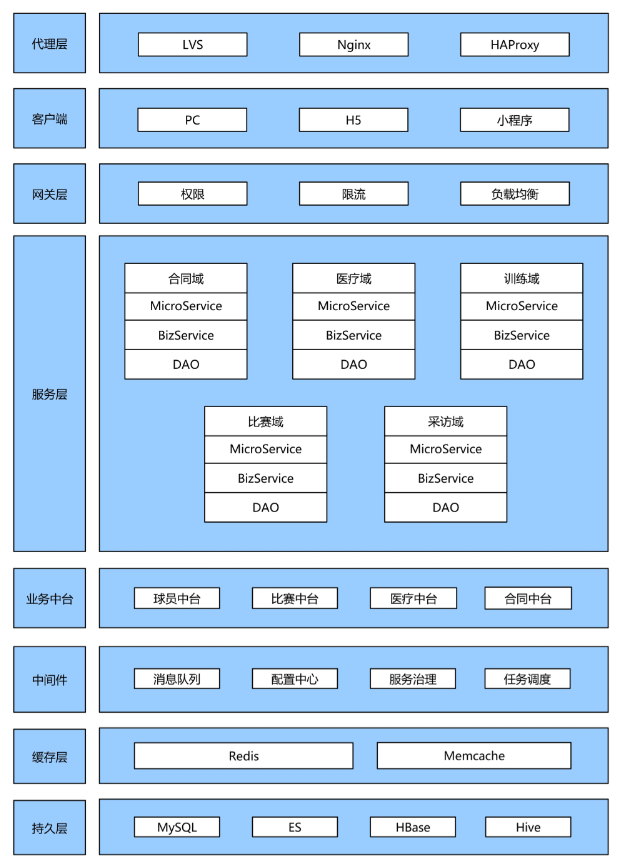 代理层
LVS
Nginx
HAProxy
客户端
PC
H5
小程序
网关层
权限
限流
负载均衡
服务层
合同域
MicroService
BizService
DAO
医疗域
MicroService
BizService
DAO
训练域
MicroService
BizService
DAO
比赛域
MicroService
BizService
DAO
采访域
MicroService
BizService
DAO
业务中台
球员中台
比赛中台
医疗中台
合同中台
中间件
消息队列
配置中心
服务治理
任务调度
缓存层
Redis
Memcache
持久层
MySQL
ES
HBase
Hive